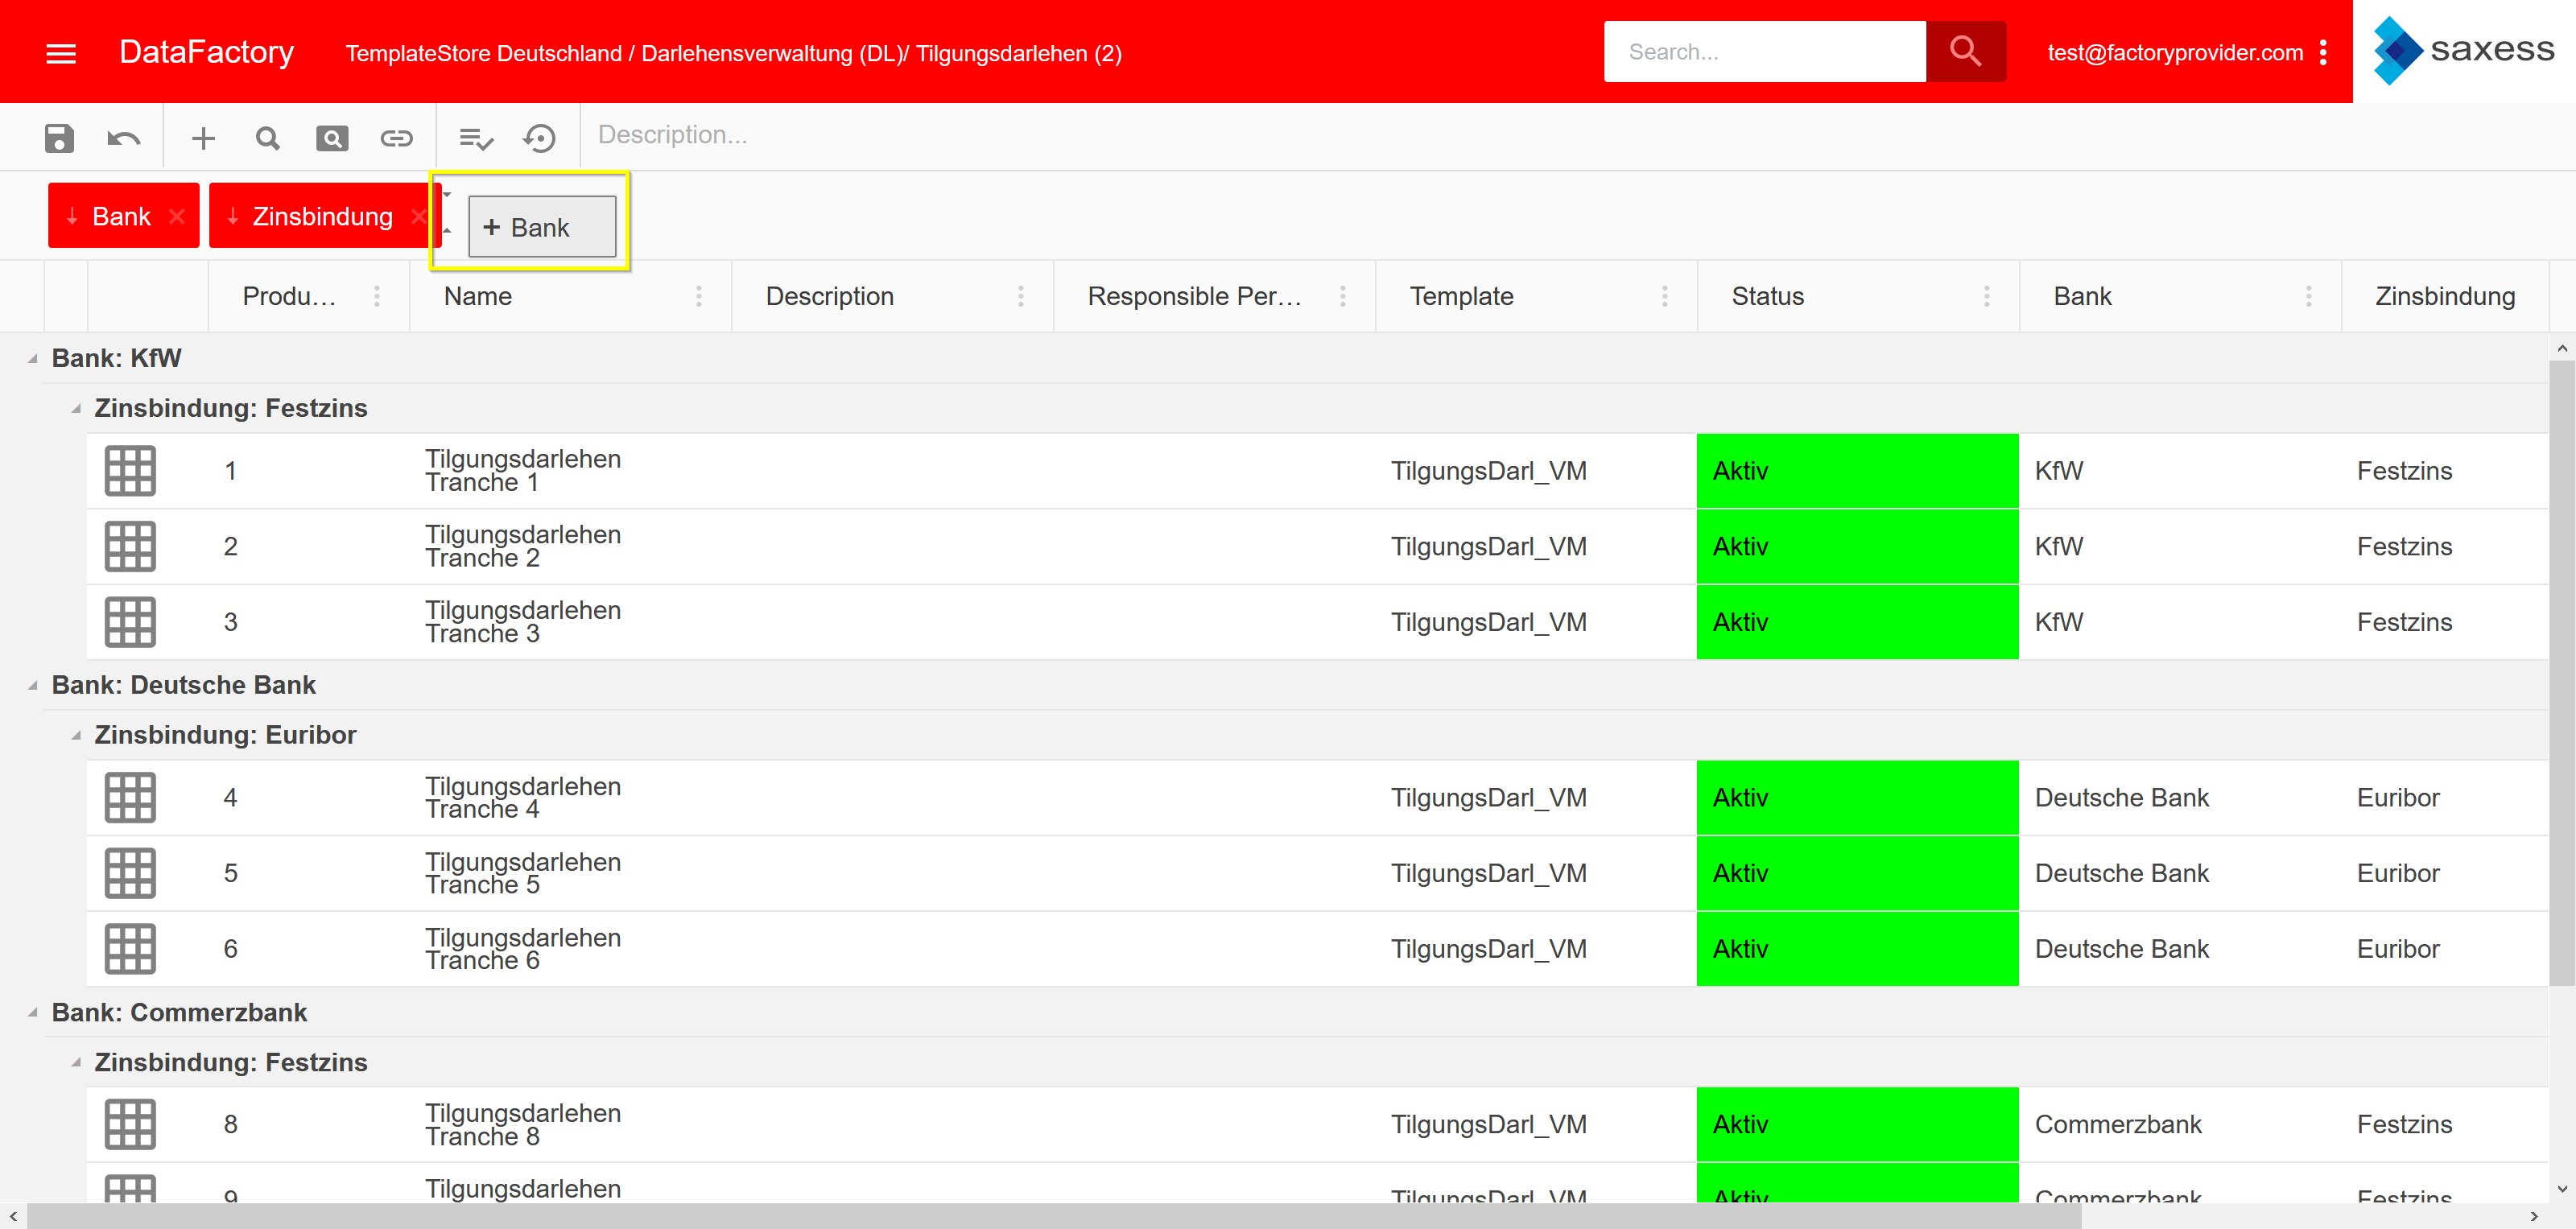 DataFactory TemplateStore Deutschland / Darlehensverwaltung (DL)/ Tilgungsdarlehen (2) Search... test@factoryprovider.com saxess
Description...
Bank Zinsbindung + Bank
Produ... Name Description Responsible Per... Template Status Bank Zinsbindung
Bank: KfW
Zinsbindung: Festzins
1 Tilgungsdarlehen Tranche 1 TilgungsDarl_VM Aktiv KfW Festzins
2 Tilgungsdarlehen Tranche 2 TilgungsDarl_VM Aktiv KfW Festzins
3 Tilgungsdarlehen Tranche 3 TilgungsDarl_VM Aktiv KfW Festzins
Bank: Deutsche Bank
Zinsbindung: Euribor
4 Tilgungsdarlehen Tranche 4 TilgungsDarl_VM Aktiv Deutsche Bank Euribor
5 Tilgungsdarlehen Tranche 5 TilgungsDarl_VM Aktiv Deutsche Bank Euribor
6 Tilgungsdarlehen Tranche 6 TilgungsDarl_VM Aktiv Deutsche Bank Euribor
Bank: Commerzbank
Zinsbindung: Festzins
8 Tilgungsdarlehen Tranche 8 TilgungsDarl_VM Aktiv Commerzbank Festzins
9 Tilgungsdarlehen TilgungsDarl_VM Aktiv Commerzbank Festzins